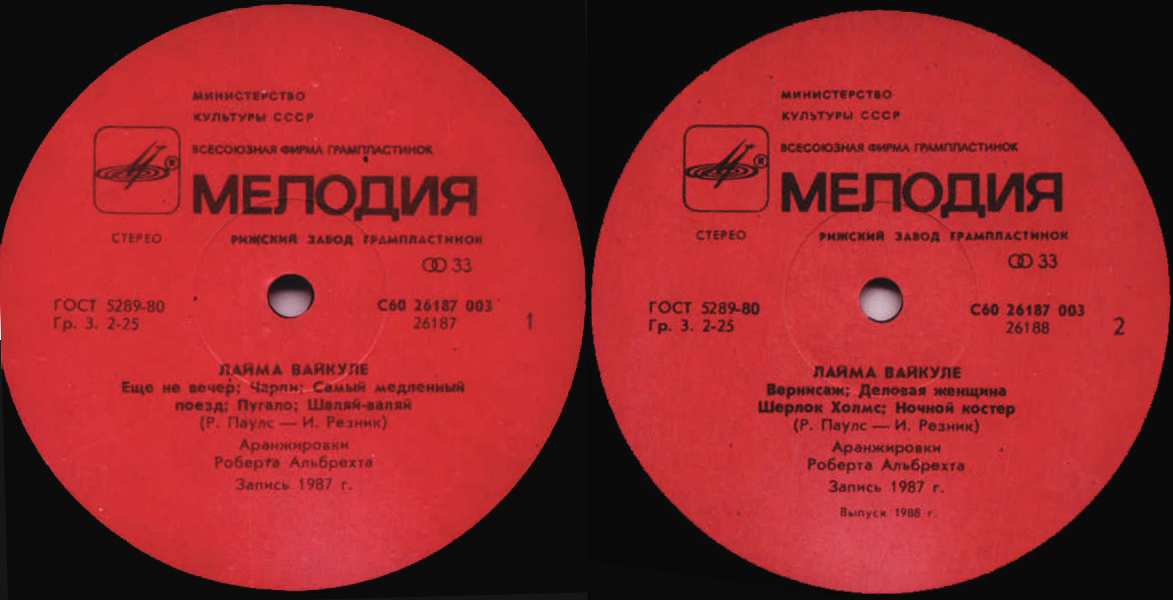 МИНИСТЕРСТВО
КУЛЬТУРЫ СССР
ВСЕСОЮЗНАЯ ФИРМА ГРАМПЛАСТИНОК
®
МЕЛОДИЯ
СТЕРЕО
РИЖСКИЙ ЗАВОД ГРАМПЛАСТИНОК
33
ГОСТ 5289-80
С60 26187 003
Гр. 3. 2-25
26187
1
ЛАЙМА ВАЙКУЛЕ
Еще не вечер; Чарли; Самый медленный
поезд; Пугало; Шаляй-валяй
(Р. Паулс — И. Резник)
Аранжировки
Роберта Альбрехта
Запись 1987 г.
МИНИСТЕРСТВО
КУЛЬТУРЫ СССР
ВСЕСОЮЗНАЯ ФИРМА ГРАМПЛАСТИНОК
®
МЕЛОДИЯ
СТЕРЕО
РИЖСКИЙ ЗАВОД ГРАМПЛАСТИНОК
33
ГОСТ 5289-80
С60 26187 003
Гр. 3. 2-25
26188
2
ЛАЙМА ВАЙКУЛЕ
Вернисаж; Деловая женщина
Шерлок Холмс; Ночной костер
(Р. Паулс — И. Резник)
Аранжировки
Роберта Альбрехта
Запись 1987 г.
Выпуск 1988 г.